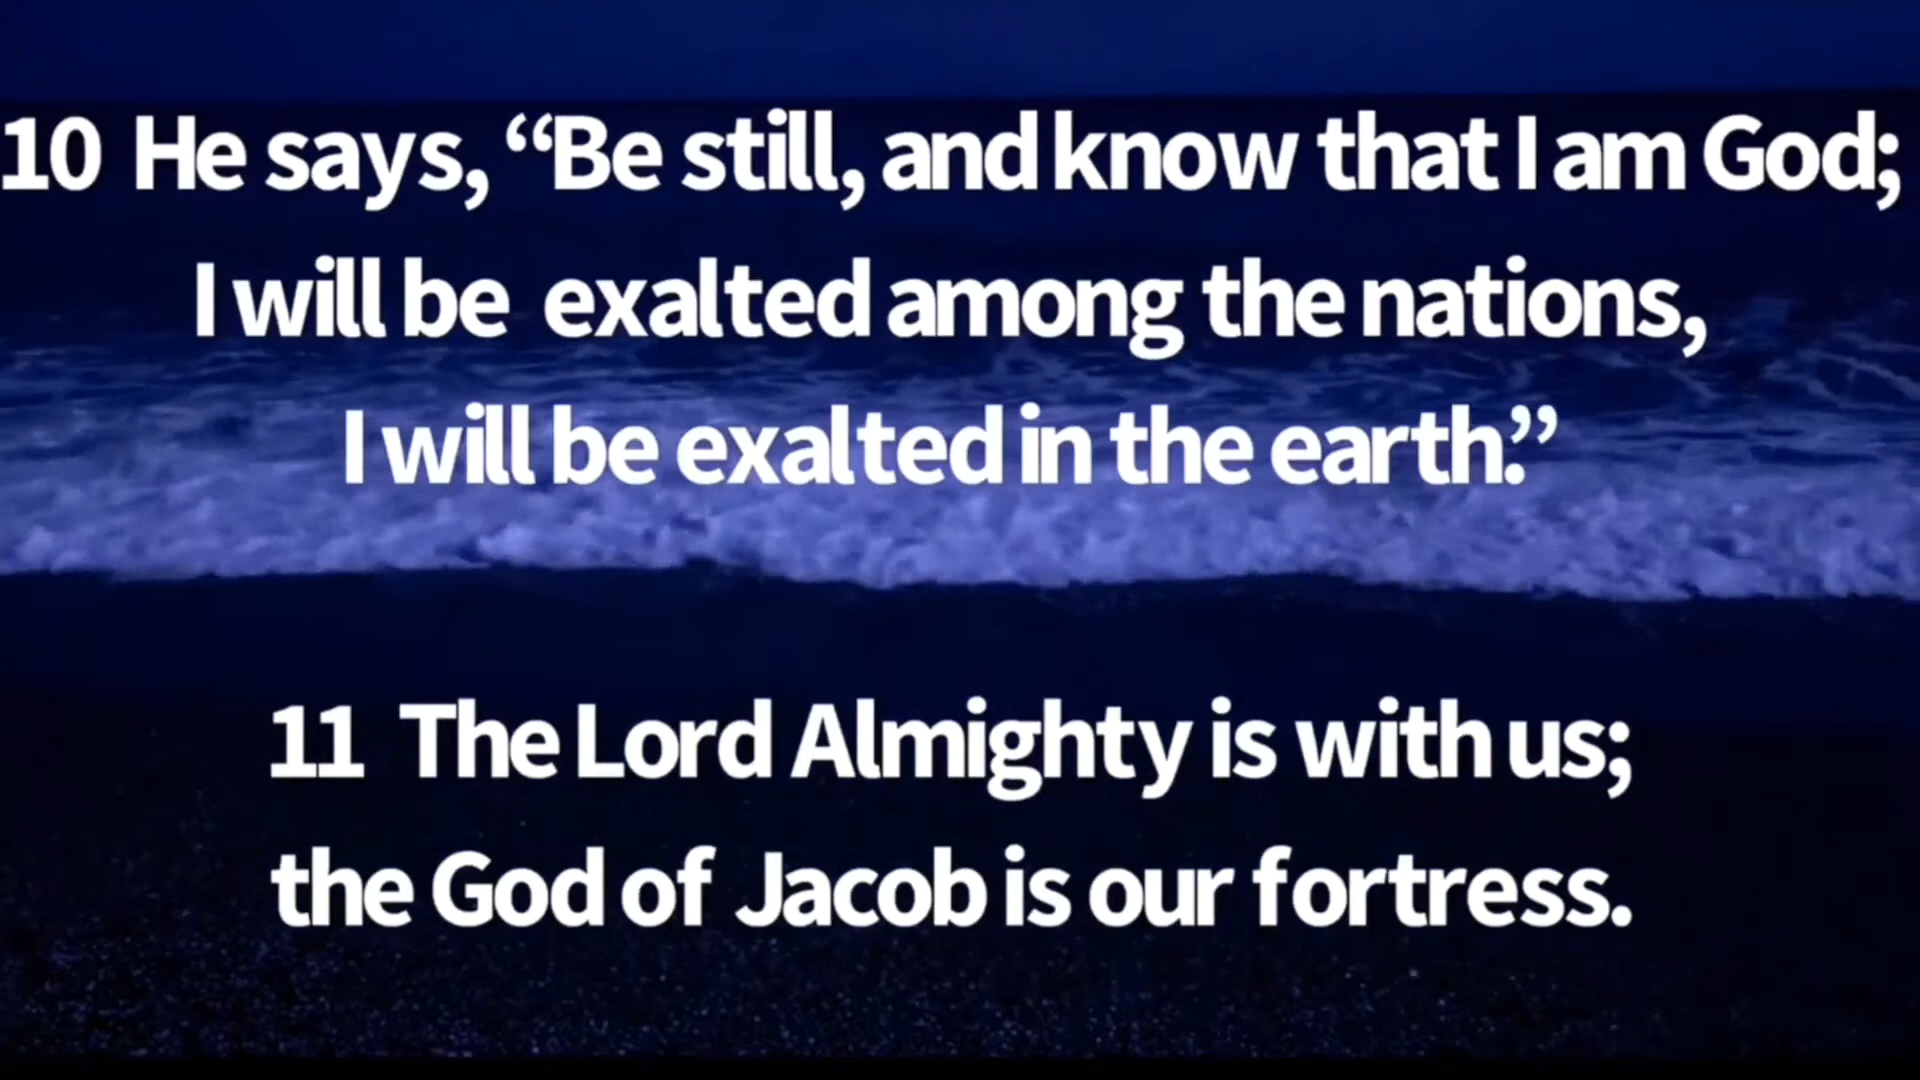 10 He says, “Be still, and know that I am God;
I will be exalted among the nations,
I will be exalted in the earth.”
11 The Lord Almighty is with us;
the God of Jacob is our fortress.